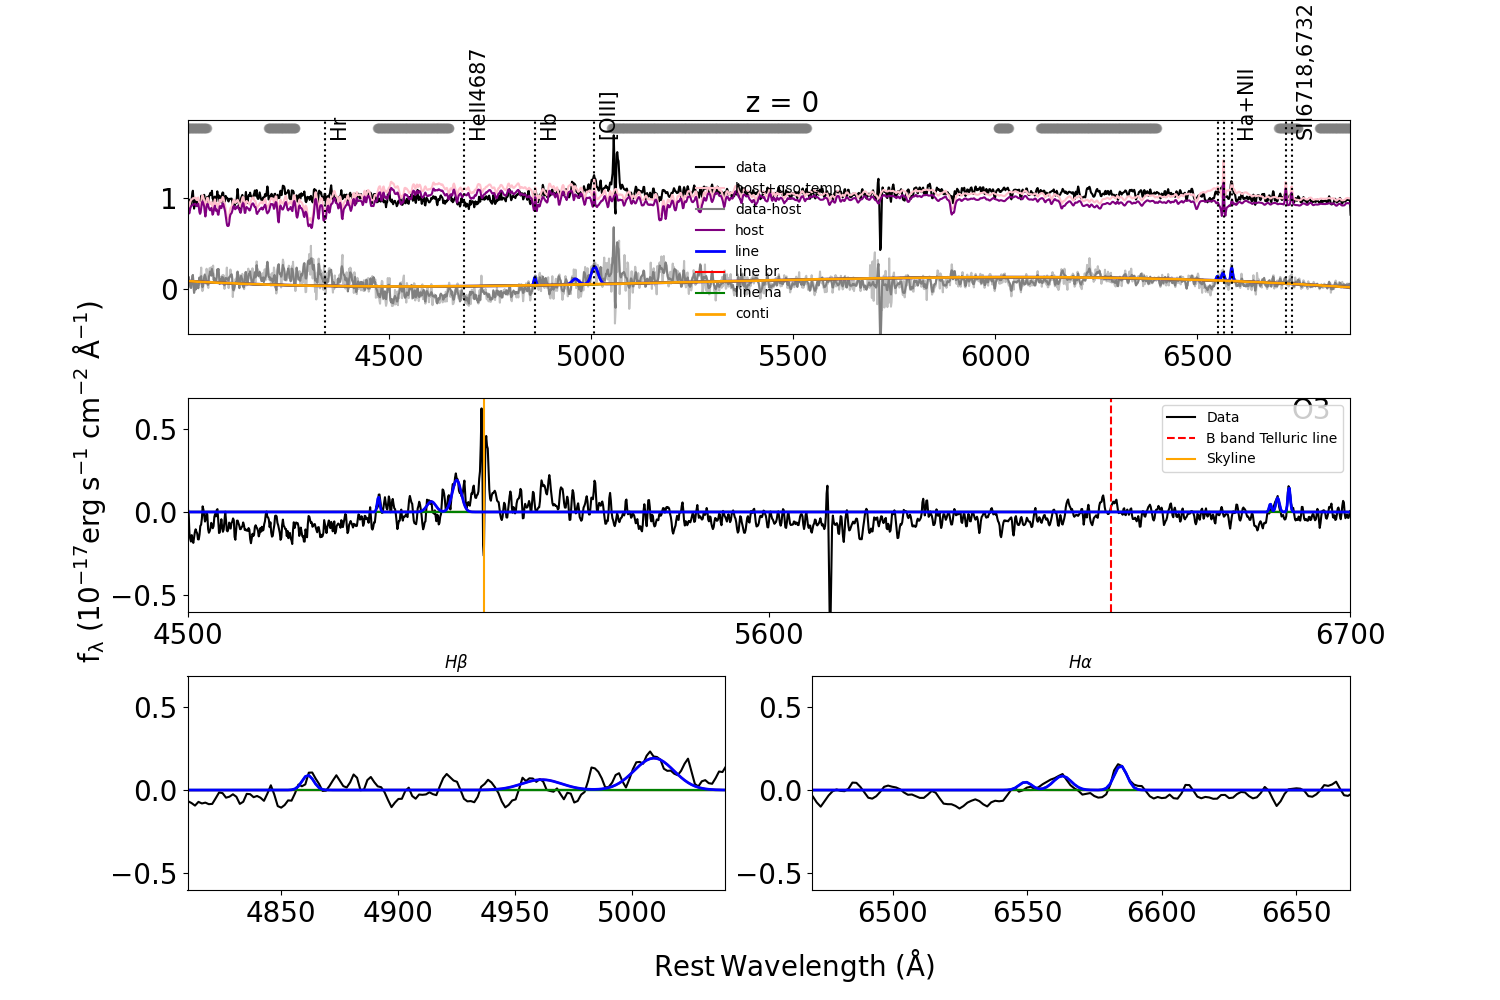 z = 0
Hr
HeII4687
Hb
[OIII]
Ha+NII
SII6718,6732
data
host+qso temp
data-host
host
line
line br
line na
conti
1
0
4500 5000 5500 6000 6500
fλ (10⁻¹⁷erg s⁻¹ cm⁻² Å⁻¹)
O3
Data
B band Telluric line
Skyline
0.5
0.0
−0.5
4500 5600 6700
Hβ
0.5
0.0
−0.5
4850 4900 4950 5000
Hα
0.5
0.0
−0.5
6500 6550 6600 6650
Rest Wavelength (Å)